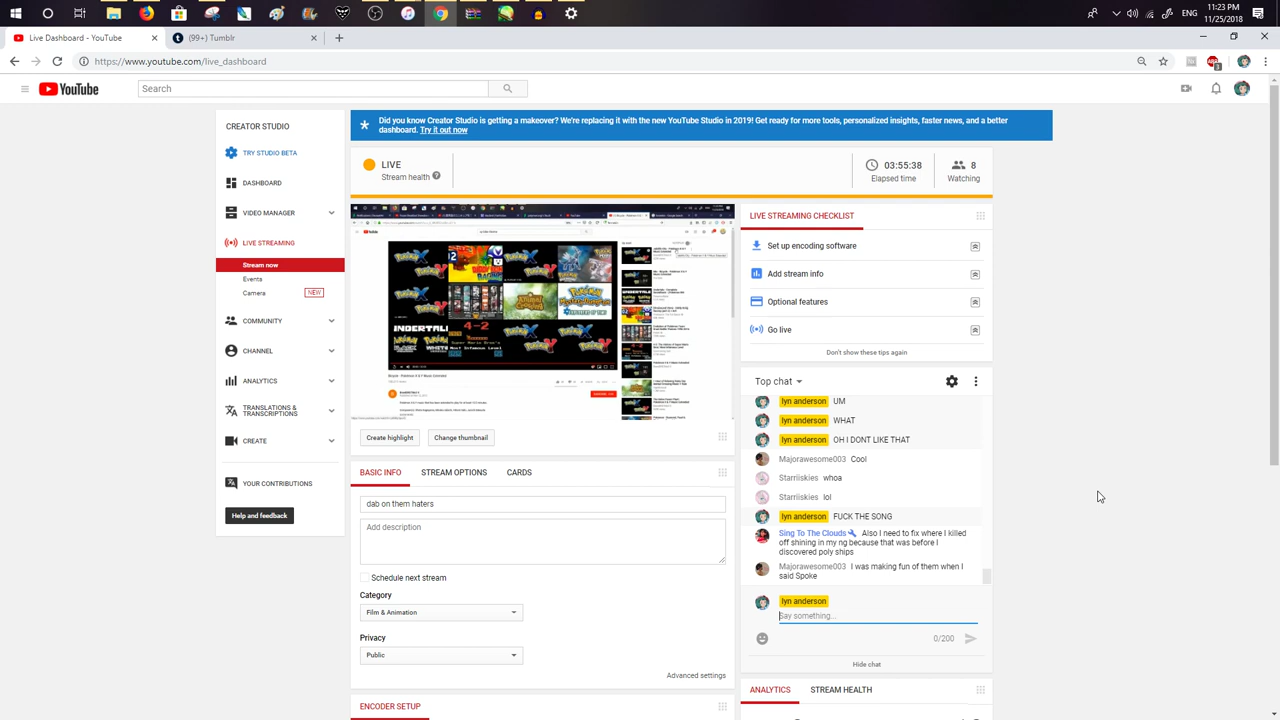 11:23 PM
ENG
11/25/2018
Live Dashboard - YouTube
(99+) Tumblr
https://www.youtube.com/live_dashboard
YouTube
Search
CREATOR STUDIO
TRY STUDIO BETA
DASHBOARD
VIDEO MANAGER
LIVE STREAMING
Stream now
Events
Camera
NEW
COMMUNITY
CHANNEL
ANALYTICS
TRANSLATIONS &
TRANSCRIPTIONS
CREATE
YOUR CONTRIBUTIONS
Help and feedback
Did you know Creator Studio is getting a makeover? We're replacing it with the new YouTube Studio in 2019! Get ready for more tools, personalized insights, faster news, and a better
dashboard. Try it out now
LIVE
Stream health
03:55:38
Elapsed time
8
Watching
Create highlight
Change thumbnail
BASIC INFO
STREAM OPTIONS
CARDS
dab on them haters
Add description
Schedule next stream
Category
Film & Animation
Privacy
Public
Advanced settings
ENCODER SETUP
LIVE STREAMING CHECKLIST
Set up encoding software
Add stream info
Optional features
Go live
Don't show these tips again
Top chat
lyn anderson UM
lyn anderson WHAT
lyn anderson OH I DONT LIKE THAT
Majorawesome003 Cool
Starriiskies whoa
Starriiskies lol
lyn anderson FUCK THE SONG
Sing To The Clouds Also I need to fix where I killed
off shining in my ng because that was before I
discovered poly ships
Majorawesome003 I was making fun of them when I
said Spoke
lyn anderson
Say something...
0/200
Hide chat
ANALYTICS
STREAM HEALTH